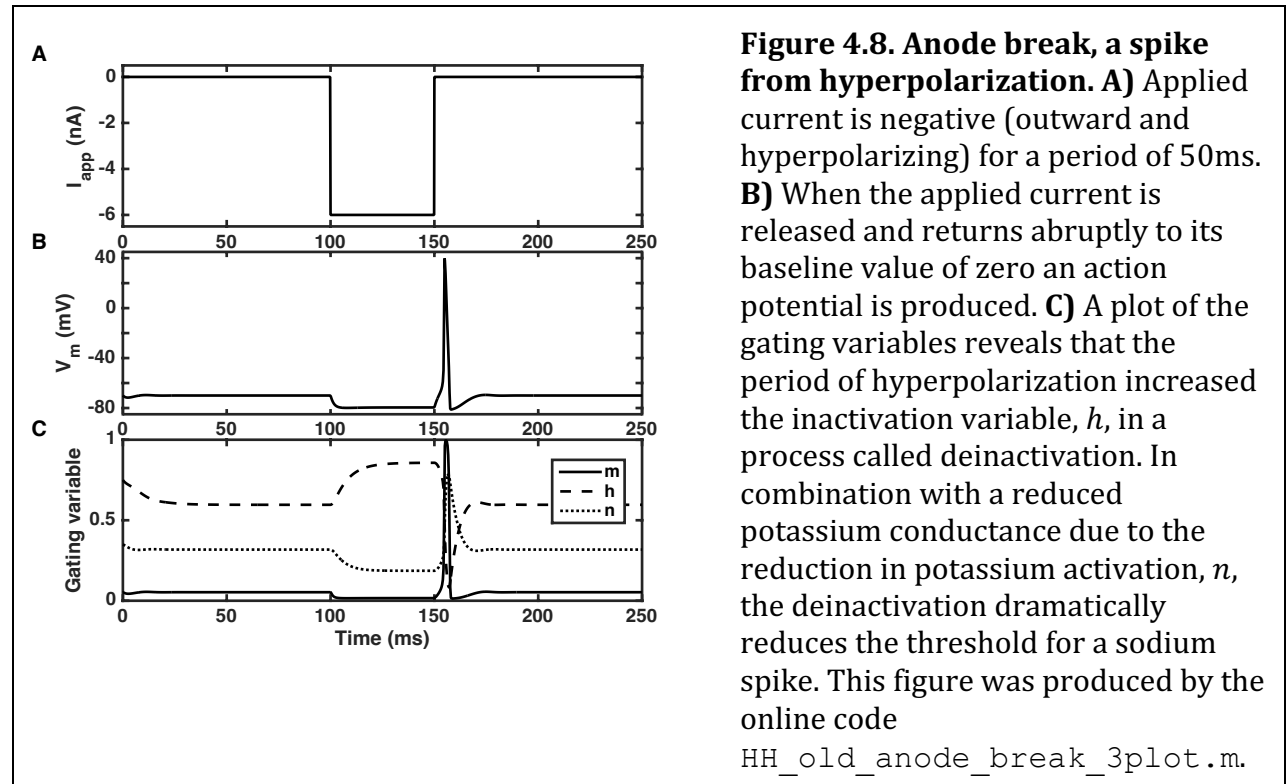 A
0
-2
-4
-6
I_app (nA)
0 50 100 150 200 250
B
40
0
-40
-80
V_m (mV)
0 50 100 150 200 250
C
1
0.5
0
Gating variable
m
h
n
0 50 100 150 200 250
Time (ms)
Figure 4.8. Anode break, a spike
from hyperpolarization. A) Applied
current is negative (outward and
hyperpolarizing) for a period of 50ms.
B) When the applied current is
released and returns abruptly to its
baseline value of zero an action
potential is produced. C) A plot of the
gating variables reveals that the
period of hyperpolarization increased
the inactivation variable, h, in a
process called deinactivation. In
combination with a reduced
potassium conductance due to the
reduction in potassium activation, n,
the deinactivation dramatically
reduces the threshold for a sodium
spike. This figure was produced by the
online code
HH_old_anode_break_3plot.m.